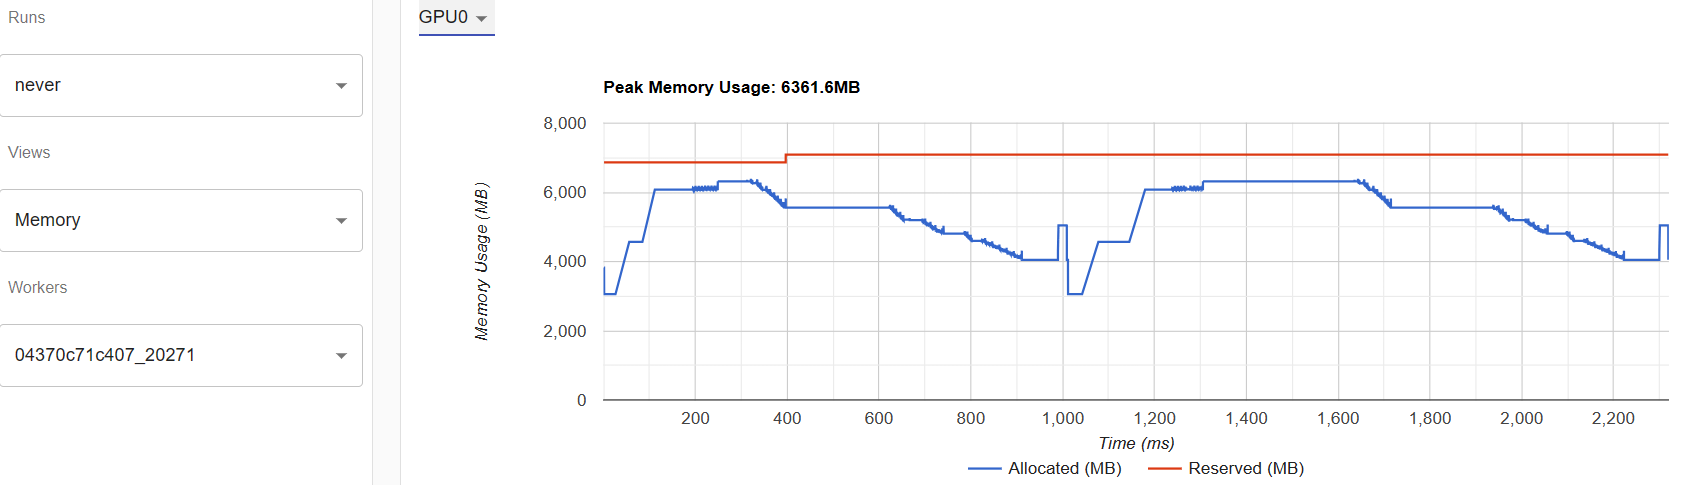 Runs
never
Views
Memory
Workers
04370c71c407_20271
GPU0
Peak Memory Usage: 6361.6MB
Memory Usage (MB)
8,000
6,000
4,000
2,000
0
200 400 600 800 1,000 1,200 1,400 1,600 1,800 2,000 2,200
Time (ms)
Allocated (MB) Reserved (MB)